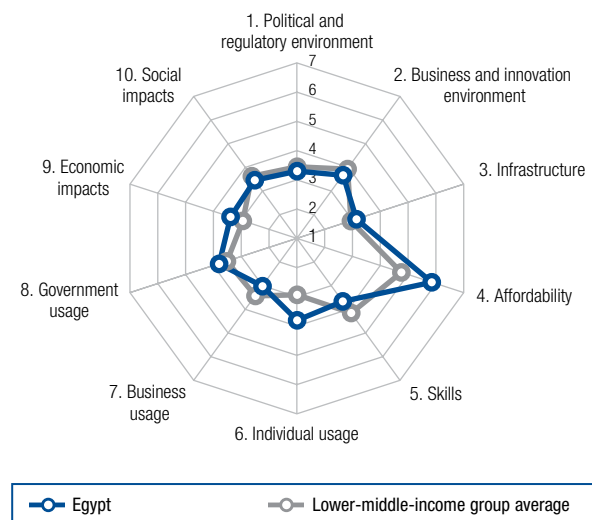 1. Political and
regulatory environment
2. Business and innovation
environment
3. Infrastructure
4. Affordability
5. Skills
6. Individual usage
7. Business
usage
8. Government
usage
9. Economic
impacts
10. Social
impacts
7
6
5
4
3
2
1
Egypt
Lower-middle-income group average